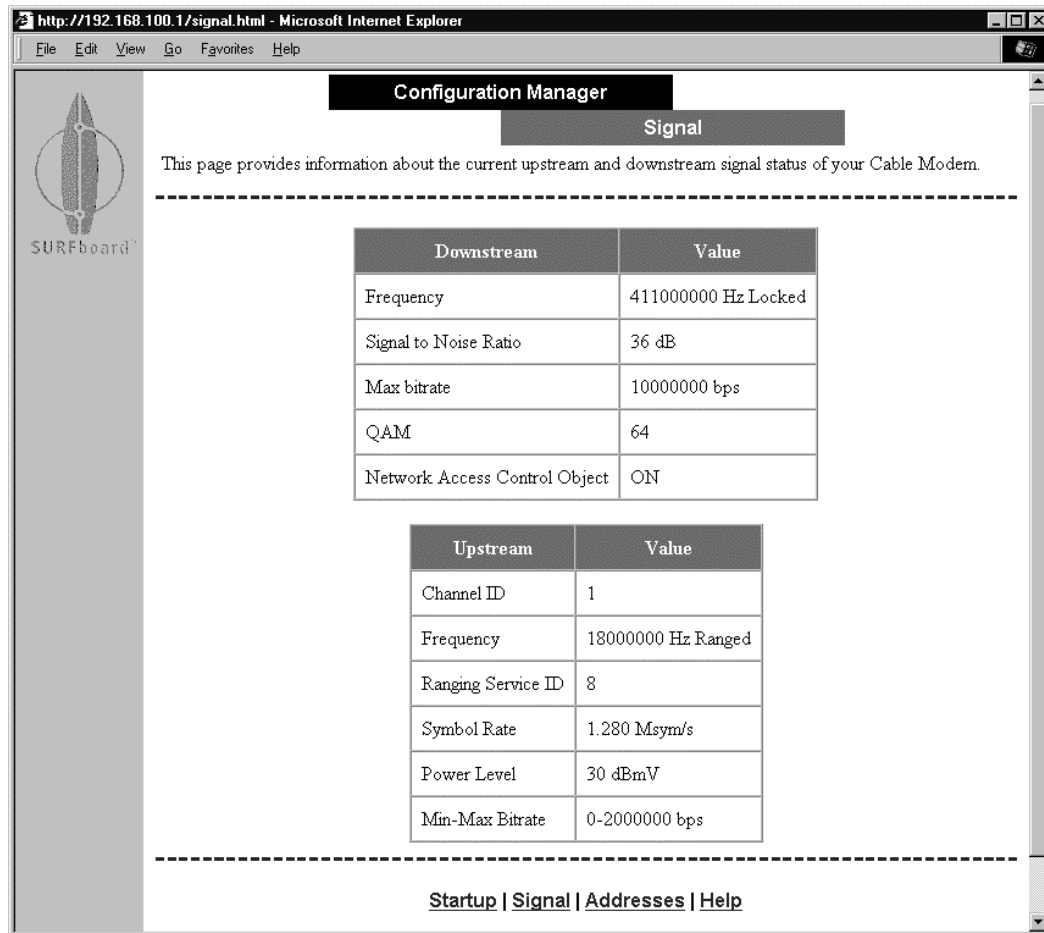 http://192.168.100.1/signal.html - Microsoft Internet Explorer
File Edit View Go Favorites Help
Configuration Manager
Signal
This page provides information about the current upstream and downstream signal status of your Cable Modem.
SURFboard™
Downstream Value
Frequency 411000000 Hz Locked
Signal to Noise Ratio 36 dB
Max bitrate 10000000 bps
QAM 64
Network Access Control Object ON
Upstream Value
Channel ID 1
Frequency 18000000 Hz Ranged
Ranging Service ID 8
Symbol Rate 1.280 Msym/s
Power Level 30 dBmV
Min-Max Bitrate 0-2000000 bps
Startup | Signal | Addresses | Help